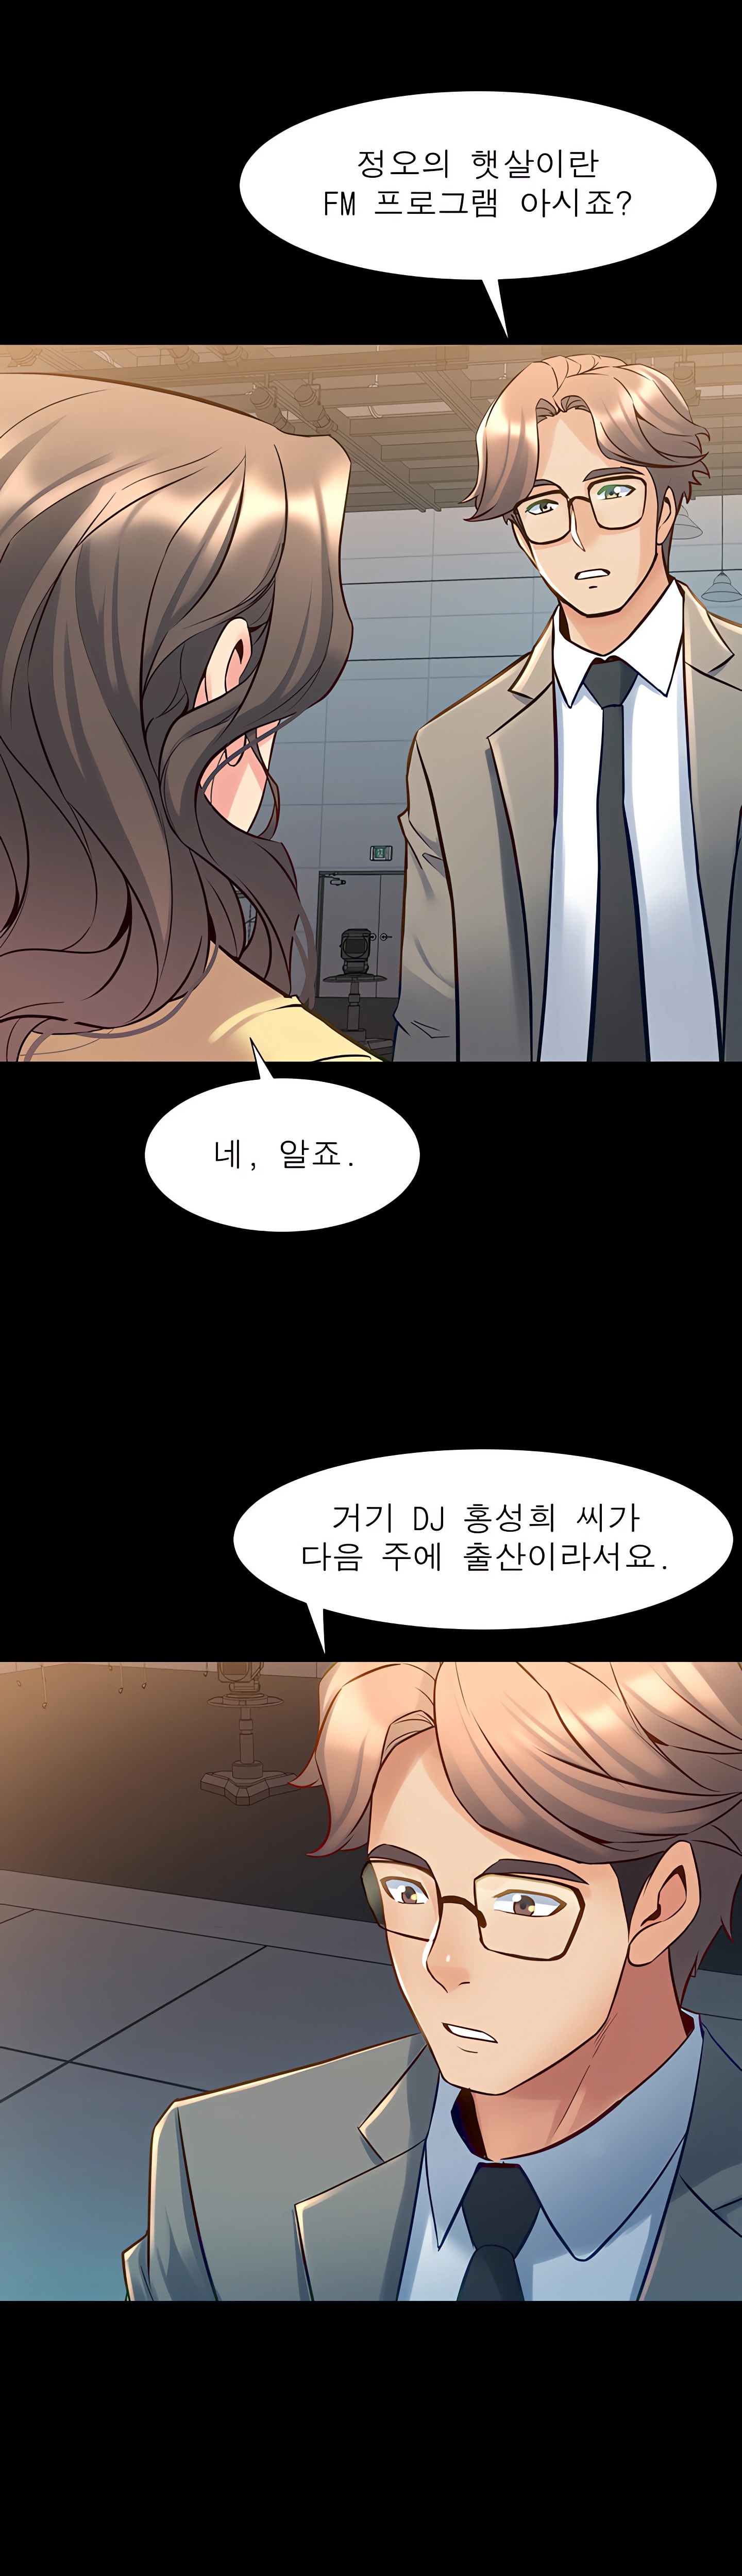 정오의 햇살이란
FM 프로그램 아시죠?
네, 알죠.
거기 DJ 홍성희 씨가
다음 주에 출산이라서요.